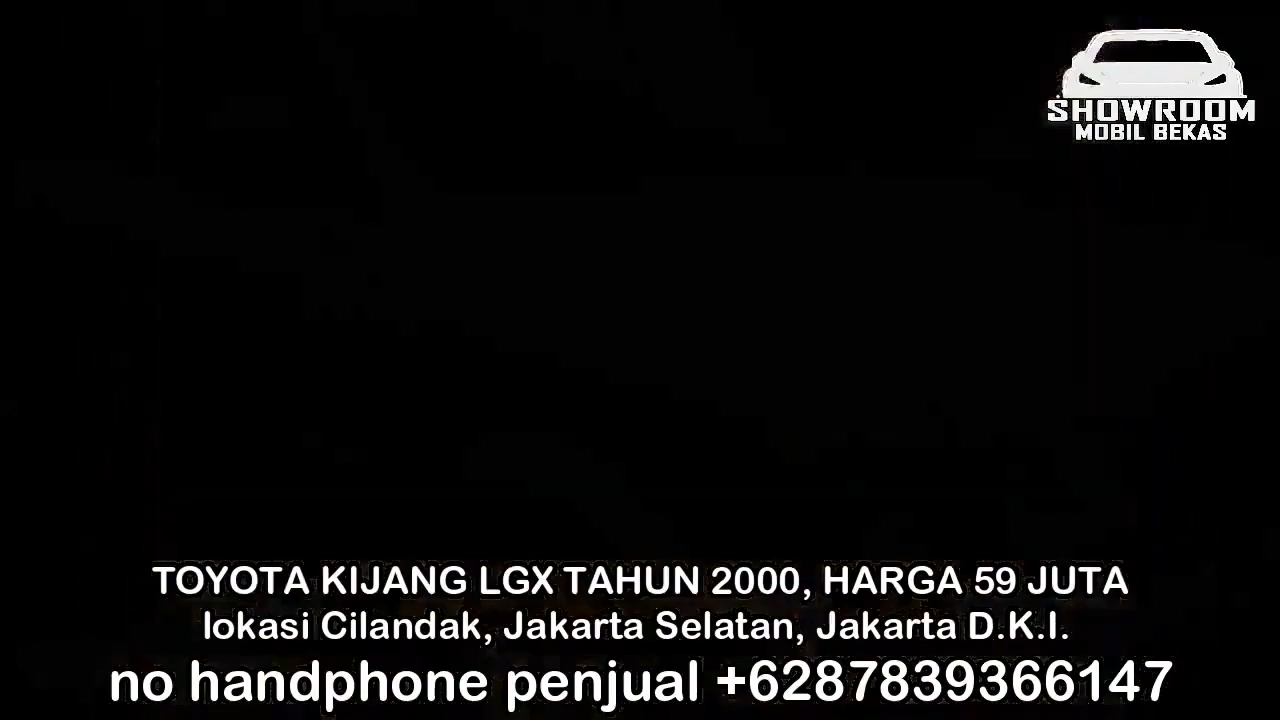 SHOWROOM
MOBIL BEKAS
TOYOTA KIJANG LGX TAHUN 2000, HARGA 59 JUTA
lokasi Cilandak, Jakarta Selatan, Jakarta D.K.I.
no handphone penjual +6287839366147